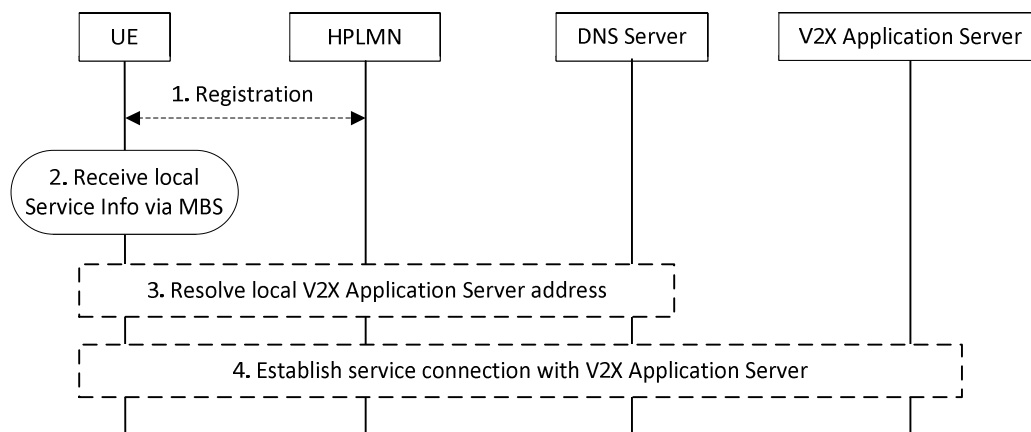 UE
HPLMN
DNS Server
V2X Application Server
1. Registration
2. Receive local
Service Info via MBS
3. Resolve local V2X Application Server address
4. Establish service connection with V2X Application Server